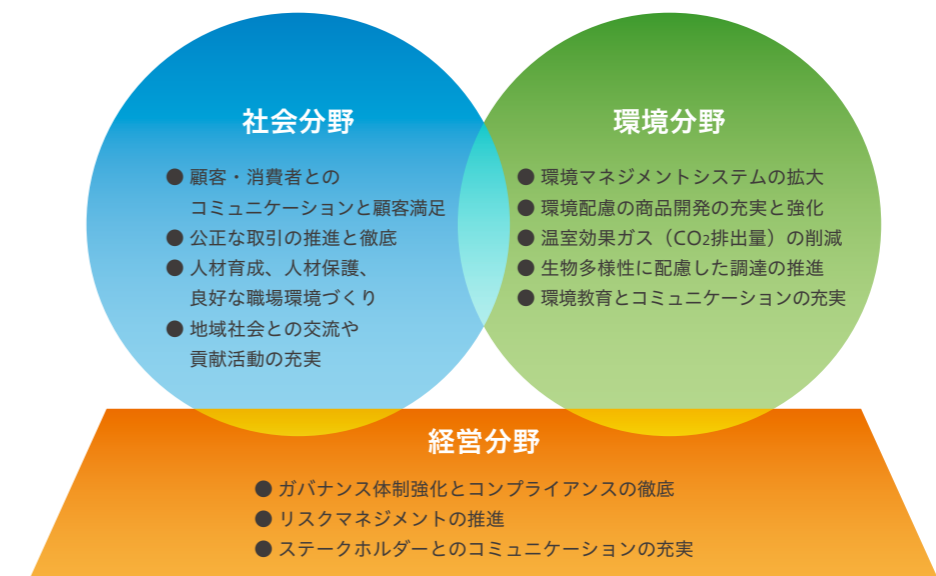 社会分野
● 顧客・消費者との
コミュニケーションと顧客満足
● 公正な取引の推進と徹底
● 人材育成、人材保護、
良好な職場環境づくり
● 地域社会との交流や
貢献活動の充実
環境分野
● 環境マネジメントシステムの拡大
● 環境配慮の商品開発の充実と強化
● 温室効果ガス（CO₂排出量）の削減
● 生物多様性に配慮した調達の推進
● 環境教育とコミュニケーションの充実
経営分野
● ガバナンス体制強化とコンプライアンスの徹底
● リスクマネジメントの推進
● ステークホルダーとのコミュニケーションの充実